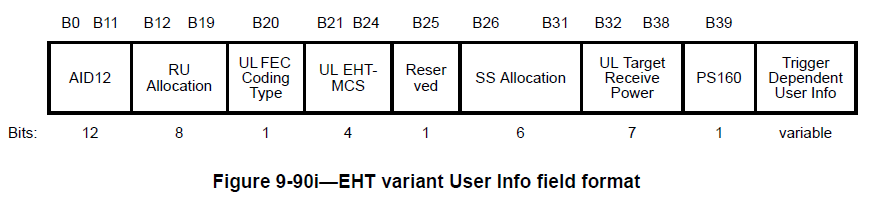 B0 B11 B12 B19 B20 B21 B24 B25 B26 B31 B32 B38 B39
AID12
RU
Allocation
UL FEC
Coding
Type
UL EHT-
MCS
Reser
ved
SS Allocation
UL Target
Receive
Power
PS160
Trigger
Dependent
User Info
Bits: 12 8 1 4 1 6 7 1 variable
Figure 9-90i—EHT variant User Info field format